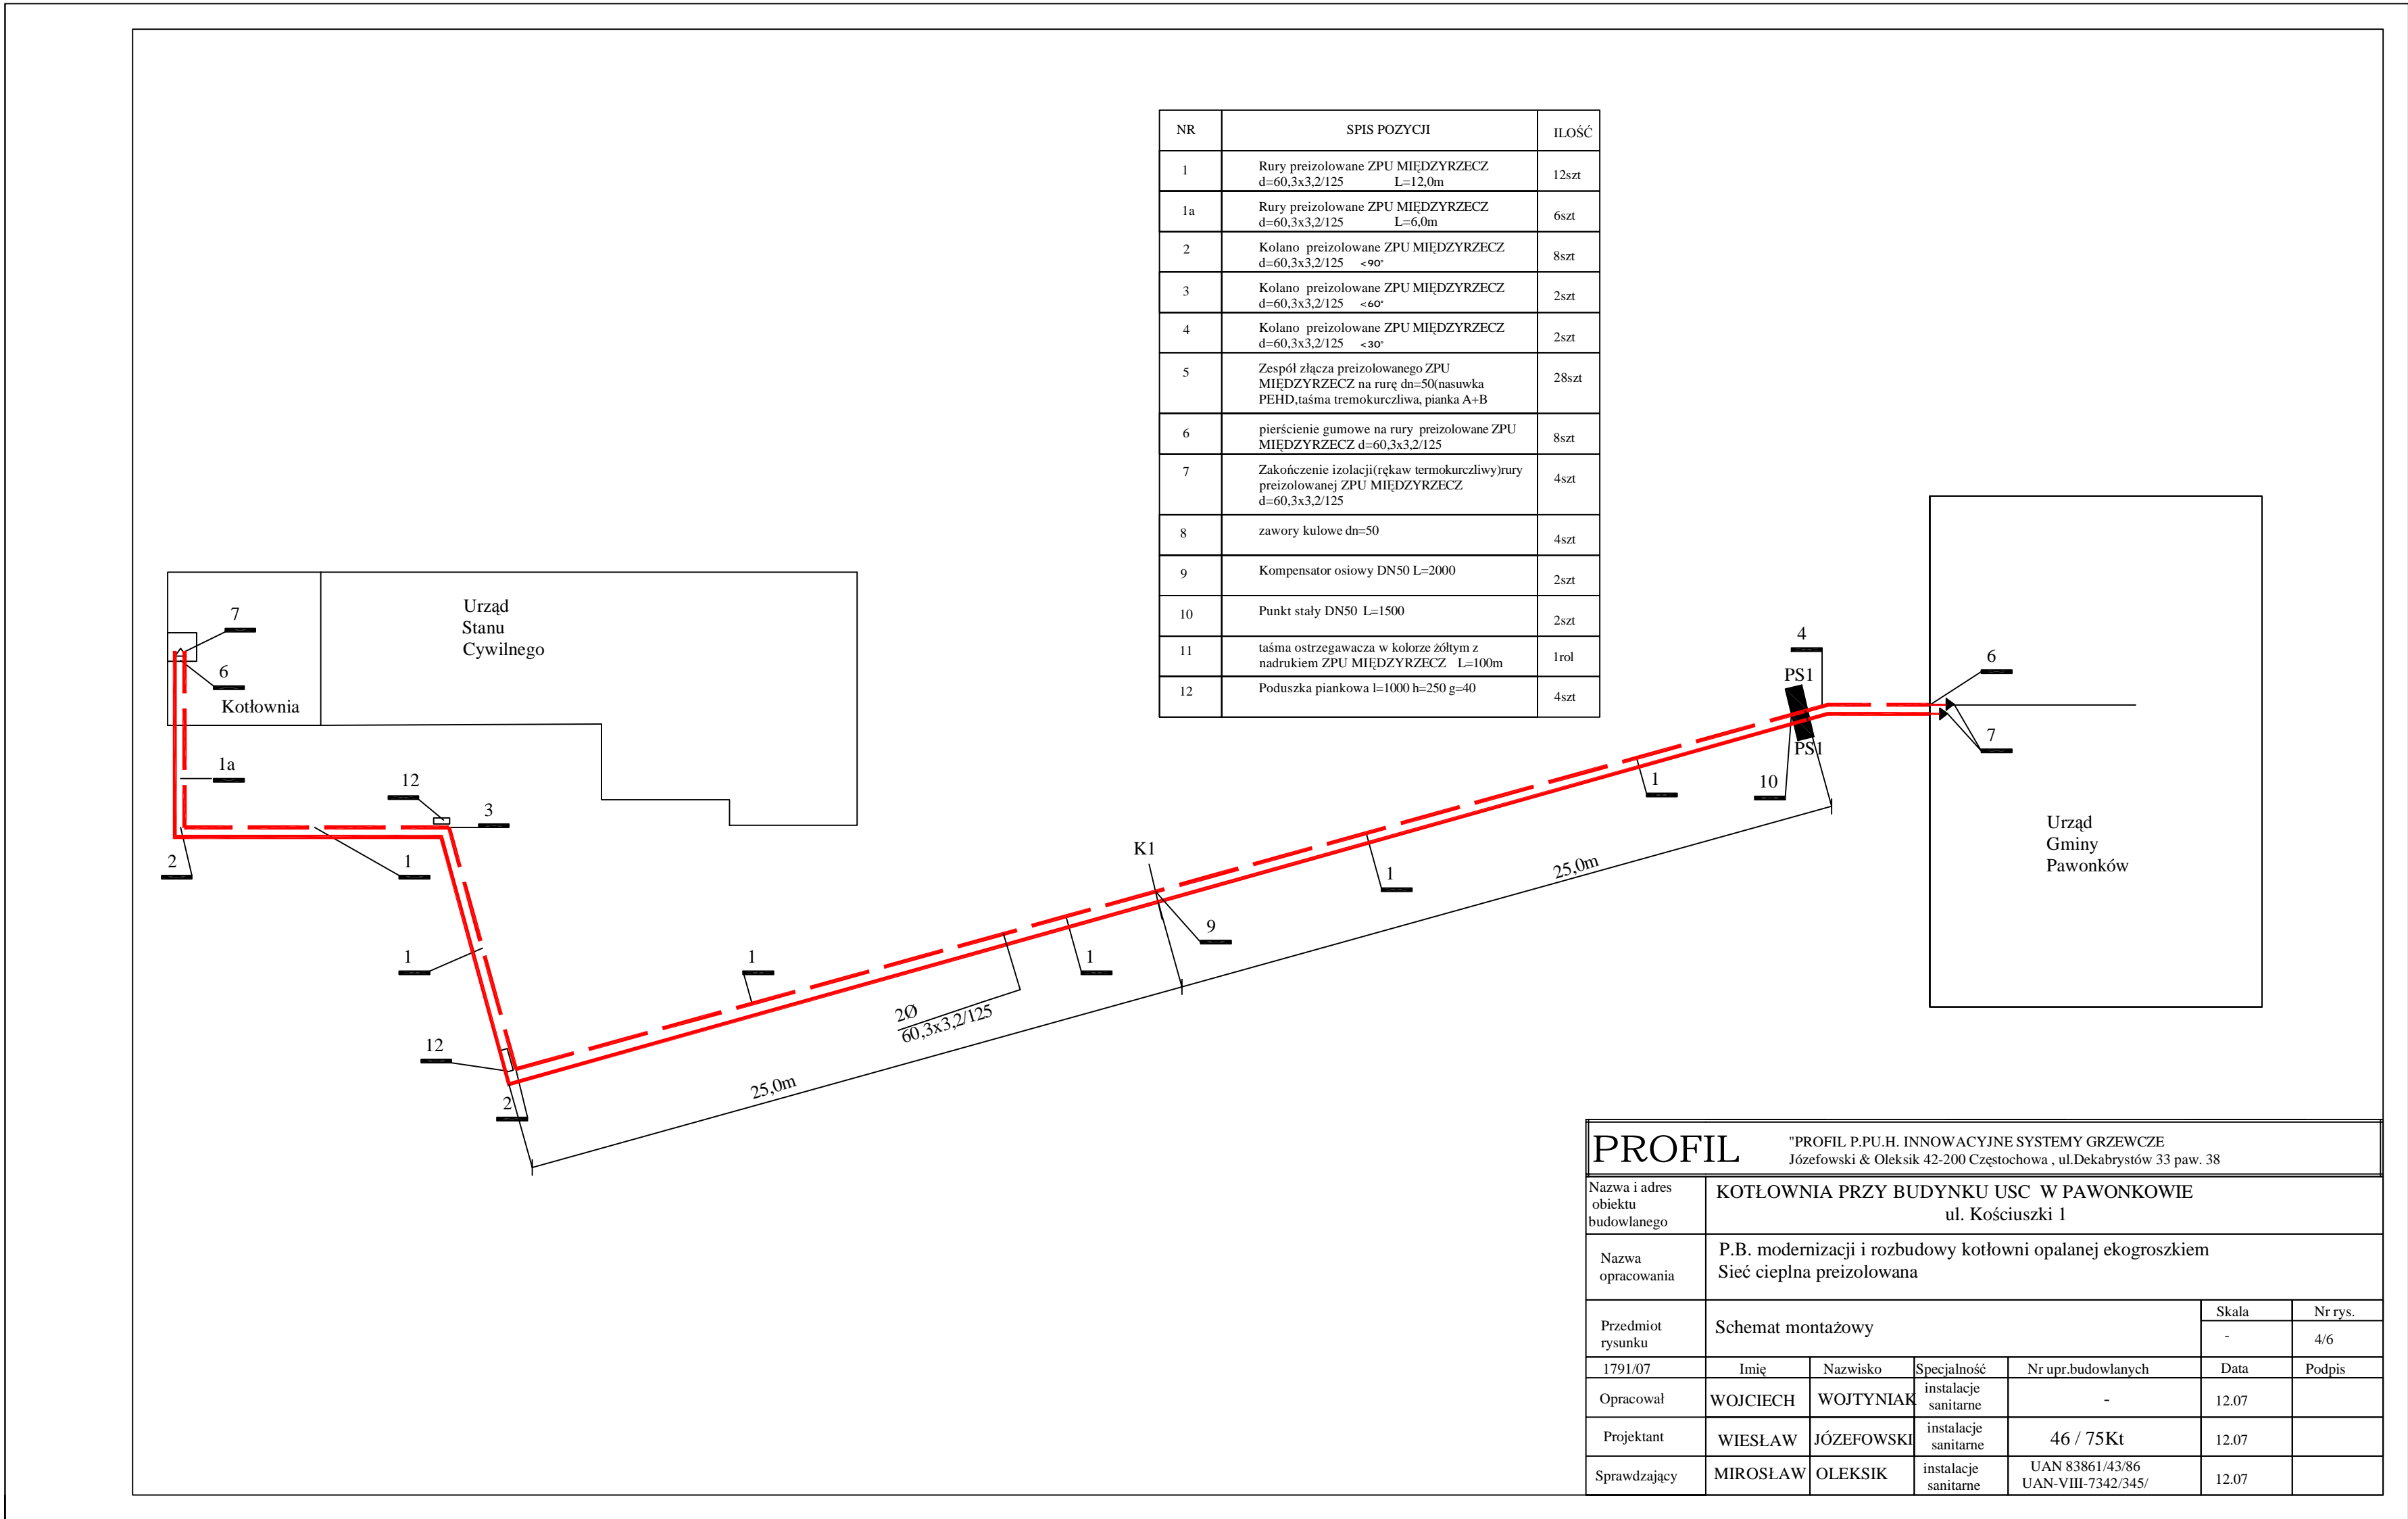 NR SPIS POZYCJI ILOŚĆ
1 Rury preizolowane ZPU MIĘDZYRZECZ
d=60,3x3,2/125 L=12,0m 12szt
1a Rury preizolowane ZPU MIĘDZYRZECZ
d=60,3x3,2/125 L=6,0m 6szt
2 Kolano preizolowane ZPU MIĘDZYRZECZ
d=60,3x3,2/125 <90° 8szt
3 Kolano preizolowane ZPU MIĘDZYRZECZ
d=60,3x3,2/125 <60° 2szt
4 Kolano preizolowane ZPU MIĘDZYRZECZ
d=60,3x3,2/125 <30° 2szt
5 Zespół złącza preizolowanego ZPU
MIĘDZYRZECZ na rurę dn=50(nasuwka 28szt
PEHD,taśma tremokurczliwa, pianka A+B
6 pierścienie gumowe na rury preizolowane ZPU
MIĘDZYRZECZ d=60,3x3,2/125 8szt
7 Zakończenie izolacji(rękaw termokurczliwy)rury
preizolowanej ZPU MIĘDZYRZECZ 4szt
d=60,3x3,2/125
8 zawory kulowe dn=50 4szt
9 Kompensator osiowy DN50 L=2000 2szt
10 Punkt stały DN50 L=1500 2szt
11 taśma ostrzegawacza w kolorze żółtym z
nadrukiem ZPU MIĘDZYRZECZ L=100m 1rol
12 Poduszka piankowa l=1000 h=250 g=40 4szt
Urząd
Stanu
Cywilnego
7
6
Kotłownia
1a
12
3
2
1
1
12
2
1
2Ø
60,3x3,2/125
25,0m
1
K1
9
1
25,0m
1
10
4
PS1
PS1
6
7
Urząd
Gminy
Pawonków
PROFIL
"PROFIL P.PU.H. INNOWACYJNE SYSTEMY GRZEWCZE
Józefowski & Oleksik 42-200 Częstochowa , ul.Dekabrystów 33 paw. 38
Nazwa i adres
obiektu
budowlanego
KOTŁOWNIA PRZY BUDYNKU USC W PAWONKOWIE
ul. Kościuszki 1
Nazwa
opracowania
P.B. modernizacji i rozbudowy kotłowni opalanej ekogroszkiem
Sieć cieplna preizolowana
Przedmiot
rysunku
Schemat montażowy
Skala Nr rys.
- 4/6
1791/07 Imię Nazwisko Specjalność Nr upr.budowlanych Data Podpis
Opracował WOJCIECH WOJTYNIAK instalacje
sanitarne - 12.07
Projektant WIESŁAW JÓZEFOWSKI instalacje
sanitarne 46 / 75Kt 12.07
Sprawdzający MIROSŁAW OLEKSIK instalacje
sanitarne
UAN 83861/43/86
UAN-VIII-7342/345/ 12.07